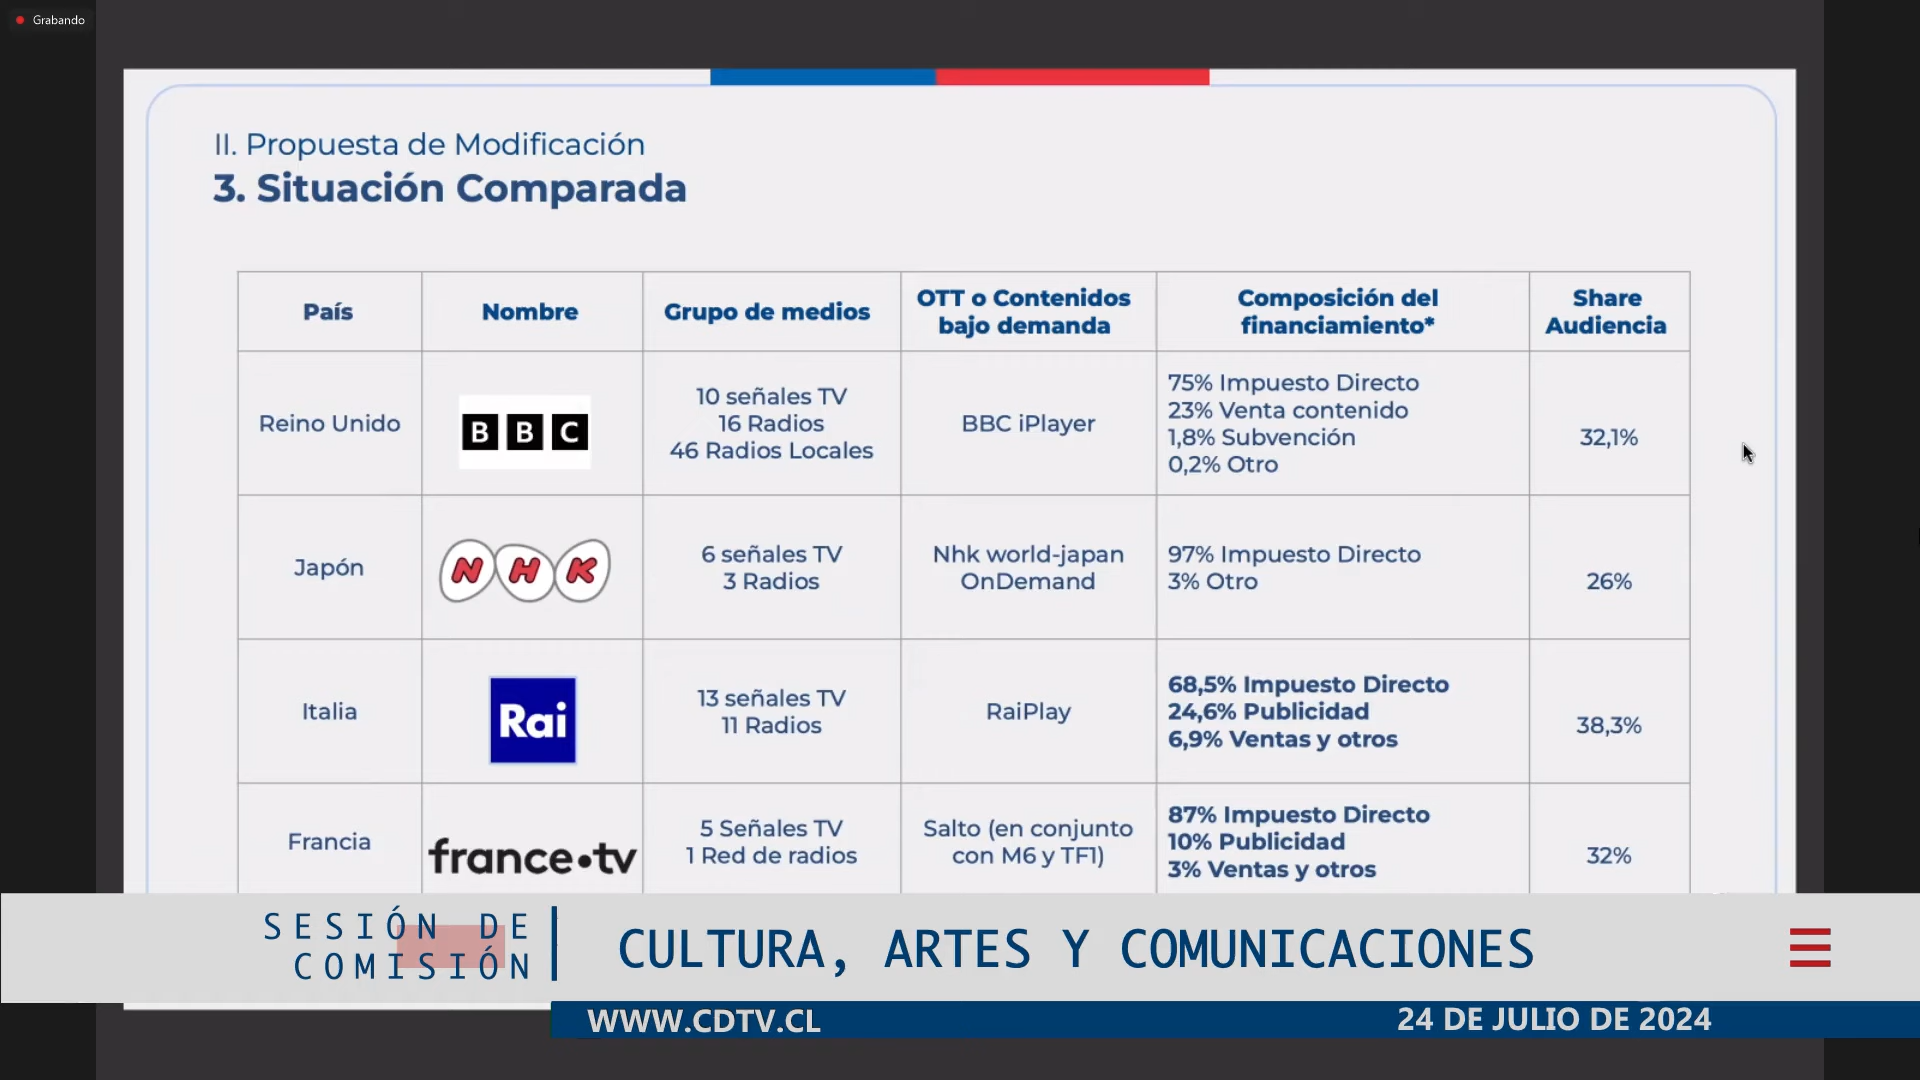 Grabando
II. Propuesta de Modificación
3. Situación Comparada
País
Nombre
Grupo de medios
OTT o Contenidos
bajo demanda
Composición del
financiamiento*
Share
Audiencia
Reino Unido
BBC
10 señales TV
16 Radios
46 Radios Locales
BBC iPlayer
75% Impuesto Directo
23% Venta contenido
1,8% Subvención
0,2% Otro
32,1%
Japón
NHK
6 señales TV
3 Radios
Nhk world-japan
OnDemand
97% Impuesto Directo
3% Otro
26%
Italia
Rai
13 señales TV
11 Radios
RaiPlay
68,5% Impuesto Directo
24,6% Publicidad
6,9% Ventas y otros
38,3%
Francia
france•tv
5 Señales TV
1 Red de radios
Salto (en conjunto
con M6 y TF1)
87% Impuesto Directo
10% Publicidad
3% Ventas y otros
32%
SESIÓN DE
COMISIÓN
CULTURA, ARTES Y COMUNICACIONES
WWW.CDTV.CL
24 DE JULIO DE 2024